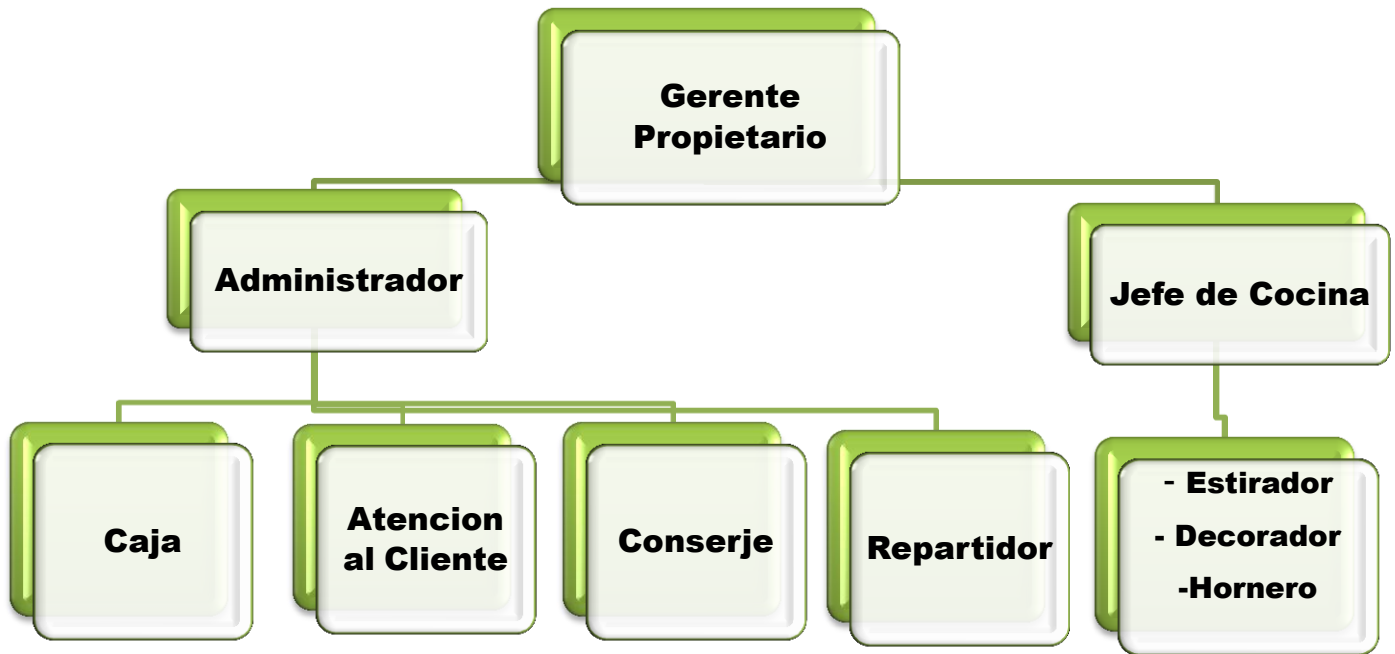 Gerente
Propietario
Administrador
Jefe de Cocina
Caja
Atencion
al Cliente
Conserje
Repartidor
- Estirador
- Decorador
-Hornero